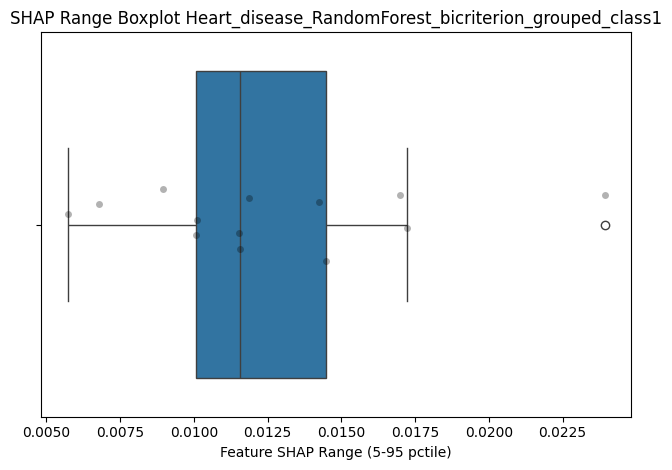 SHAP Range Boxplot Heart_disease_RandomForest_bicriterion_grouped_class1
0.0050 0.0075 0.0100 0.0125 0.0150 0.0175 0.0200 0.0225
Feature SHAP Range (5-95 pctile)